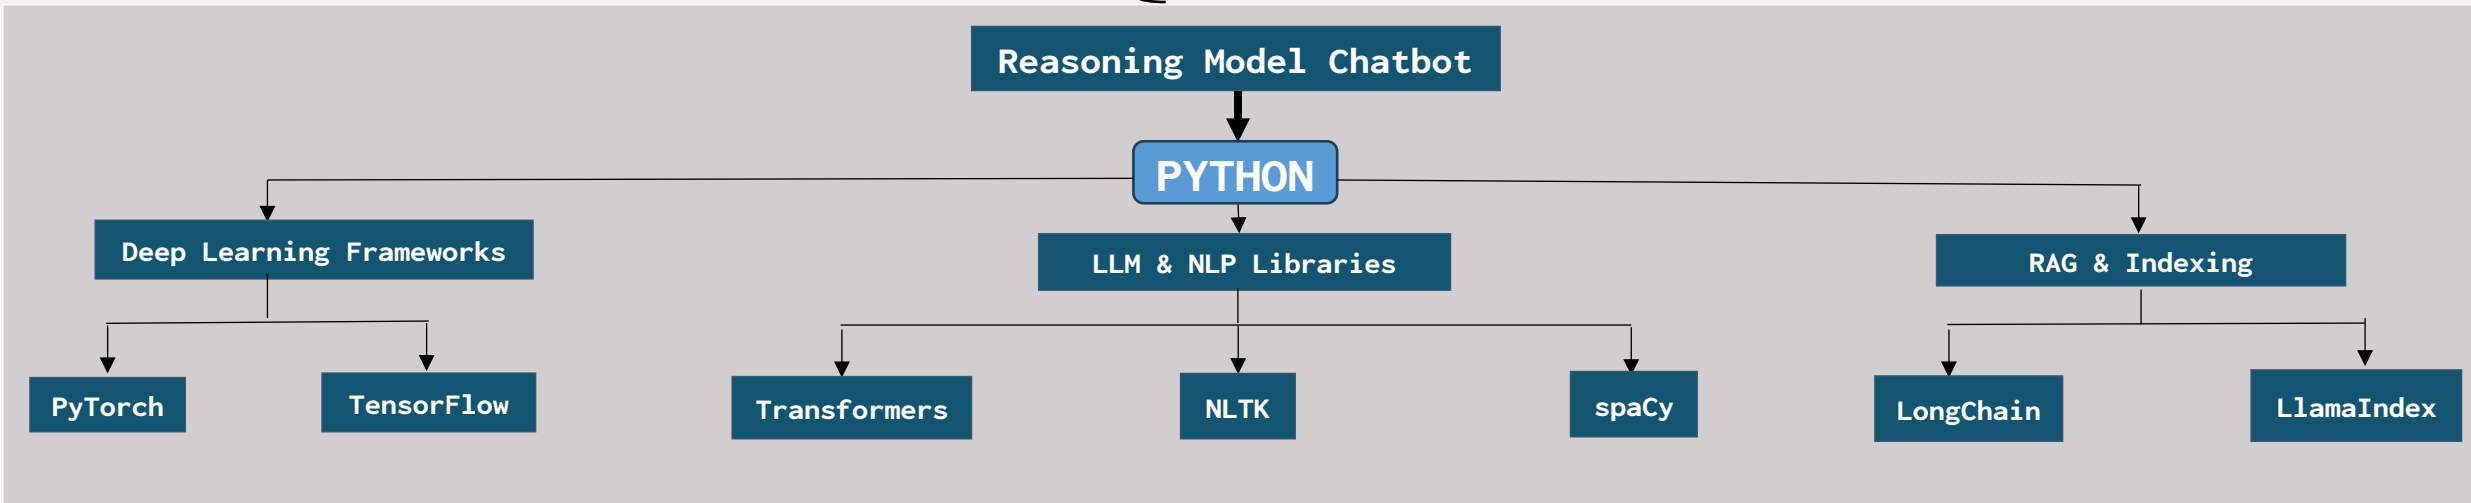 Reasoning Model Chatbot
PYTHON
Deep Learning Frameworks
LLM & NLP Libraries
RAG & Indexing
PyTorch
TensorFlow
Transformers
NLTK
spaCy
LongChain
LlamaIndex